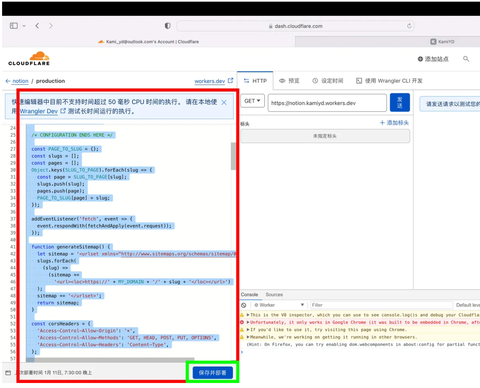 dash.cloudflare.com
Kami_yd@outlook.com's Account | Cloudflare
KamiYD
CLOUDFLARE
添加站点
notion / production
workers.dev
HTTP
预览
设定时间
使用 Wrangler CLI 开发
快速编辑器中目前不支持时间超过 50 毫秒 CPU 时间的执行。 请在本地使
用 Wrangler Dev 测试长时间运行的执行。
GET
https://notion.kamiyd.workers.dev
发
送
请发送请求以测试您的
标头
添加标头
未指定标头
24
25 /* CONFIGURATION ENDS HERE */
26
27 const PAGE_TO_SLUG = {};
28 const slugs = [];
29 const pages = [];
30 Object.keys(SLUG_TO_PAGE).forEach(slug => {
31 const page = SLUG_TO_PAGE[slug];
32 slugs.push(slug);
33 pages.push(page);
34 PAGE_TO_SLUG[page] = slug;
35 });
36
37 addEventListener('fetch', event => {
38 event.respondWith(fetchAndApply(event.request));
39 });
40
41 function generateSitemap() {
42 let sitemap = '<urlset xmlns="http://www.sitemaps.org/schemas/sitemap/
43 slugs.forEach(
44 (slug) =>
45 (sitemap +=
46 '<url><loc>https://' + MY_DOMAIN + '/' + slug + '</loc></url>')
47 );
48 sitemap += '</urlset>';
49 return sitemap;
50 }
51
52 const corsHeaders = {
53 'Access-Control-Allow-Origin': '*',
54 'Access-Control-Allow-Methods': 'GET, HEAD, POST, PUT, OPTIONS',
55 'Access-Control-Allow-Headers': 'Content-Type',
56 };
57
Console
Sources
Worker
Filter
Default leve
This is the V8 inspector, which you can use to see console.logs and debug your CloudFla
Unfortunately, it only works in Google Chrome (it was built to be embedded in Chrome, aft
If you'd like to use it, try visiting this page using Chrome.
Meanwhile, we're working on getting it running in other browsers.
(Hint: On Firefox, you can try enabling dom.webcomponents in about:config for partial funct
上次部署时间 1月 11日, 7:30:00 晚上
保存并部署